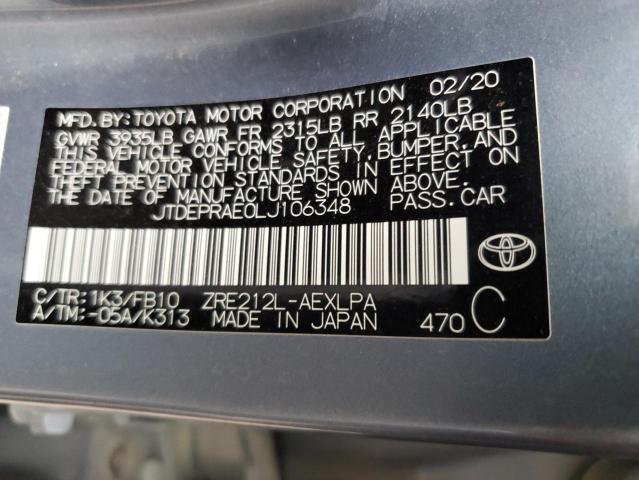 MFD. BY: TOYOTA MOTOR CORPORATION 02/20
GVWR 3935LB GAWR FR 2315LB RR 2140LB
THIS VEHICLE CONFORMS TO ALL APPLICABLE
FEDERAL MOTOR VEHICLE SAFETY, BUMPER, AND
THEFT PREVENTION STANDARDS IN EFFECT ON
THE DATE OF MANUFACTURE SHOWN ABOVE.
JTDEPRAE0LJ106348 PASS. CAR
C/TR: 1K3/FB10 ZRE212L-AEXLPA
A/TM: -05A/K313 MADE IN JAPAN 470 C